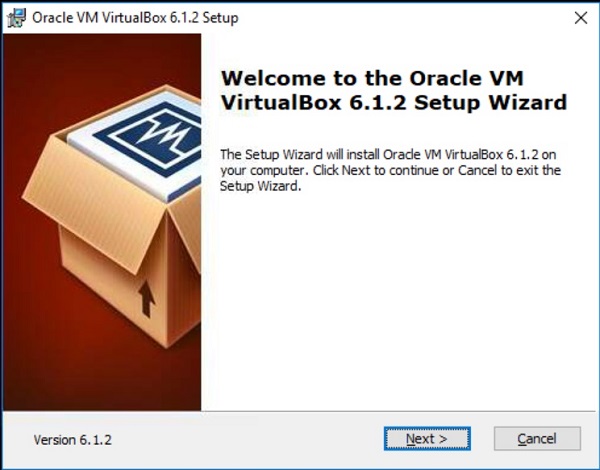 Oracle VM VirtualBox 6.1.2 Setup
Welcome to the Oracle VM
VirtualBox 6.1.2 Setup Wizard
The Setup Wizard will install Oracle VM VirtualBox 6.1.2 on
your computer. Click Next to continue or Cancel to exit the
Setup Wizard.
Version 6.1.2
Next >
Cancel